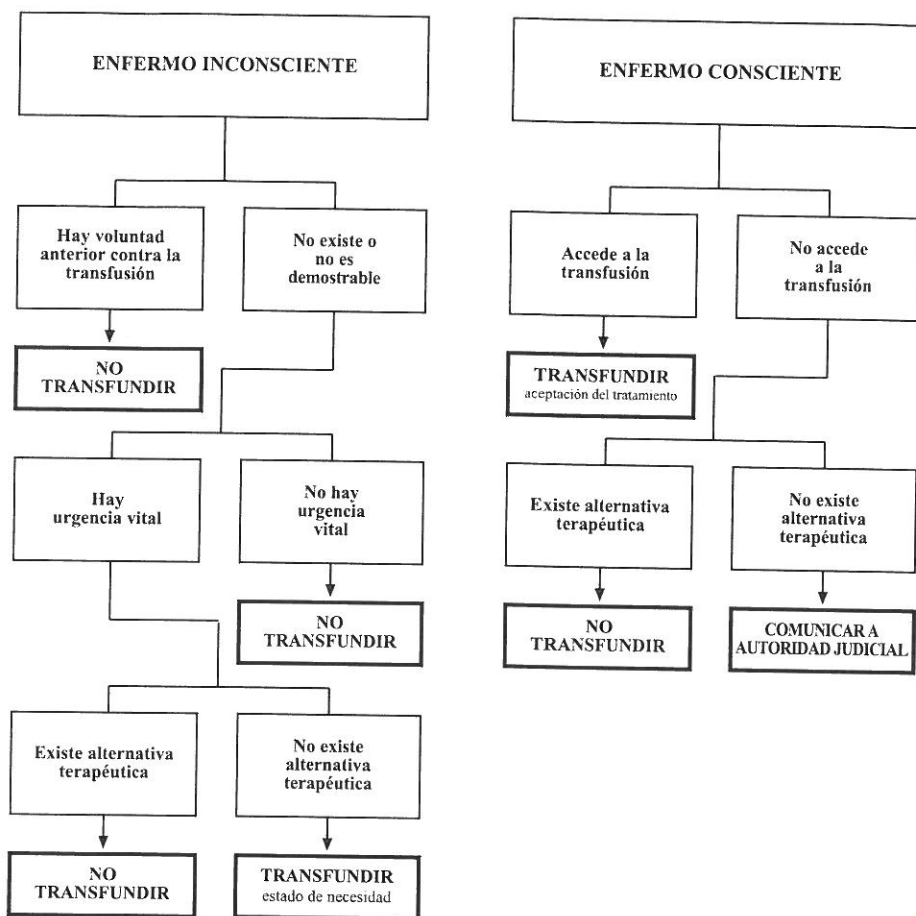 ENFERMO INCONSCIENTE
Hay voluntad
anterior contra la
transfusión
No existe o
no es
demostrable
NO
TRANSFUNDIR
Hay
urgencia vital
No hay
urgencia
vital
NO
TRANSFUNDIR
Existe alternativa
terapéutica
No existe
alternativa
terapéutica
NO
TRANSFUNDIR
TRANSFUNDIR
estado de necesidad
ENFERMO CONSCIENTE
Accede a la
transfusión
No accede
a la
transfusión
TRANSFUNDIR
aceptación del tratamiento
Existe alternativa
terapéutica
No existe
alternativa
terapéutica
NO
TRANSFUNDIR
COMUNICAR A
AUTORIDAD JUDICIAL